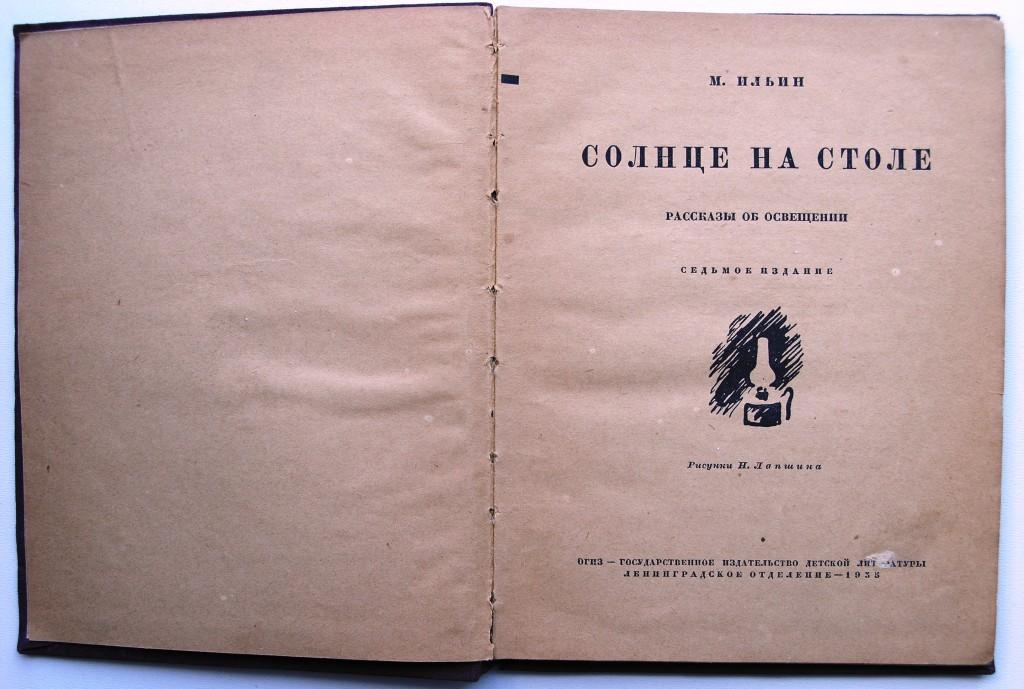 М. ИЛЬИН
СОЛНЦЕ НА СТОЛЕ
РАССКАЗЫ ОБ ОСВЕЩЕНИИ
СЕДЬМОЕ ИЗДАНИЕ
Рисунки Н. Лапшина
ОГИЗ — ГОСУДАРСТВЕННОЕ ИЗДАТЕЛЬСТВО ДЕТСКОЙ ЛИТЕРАТУРЫ
ЛЕНИНГРАДСКОЕ ОТДЕЛЕНИЕ — 1935